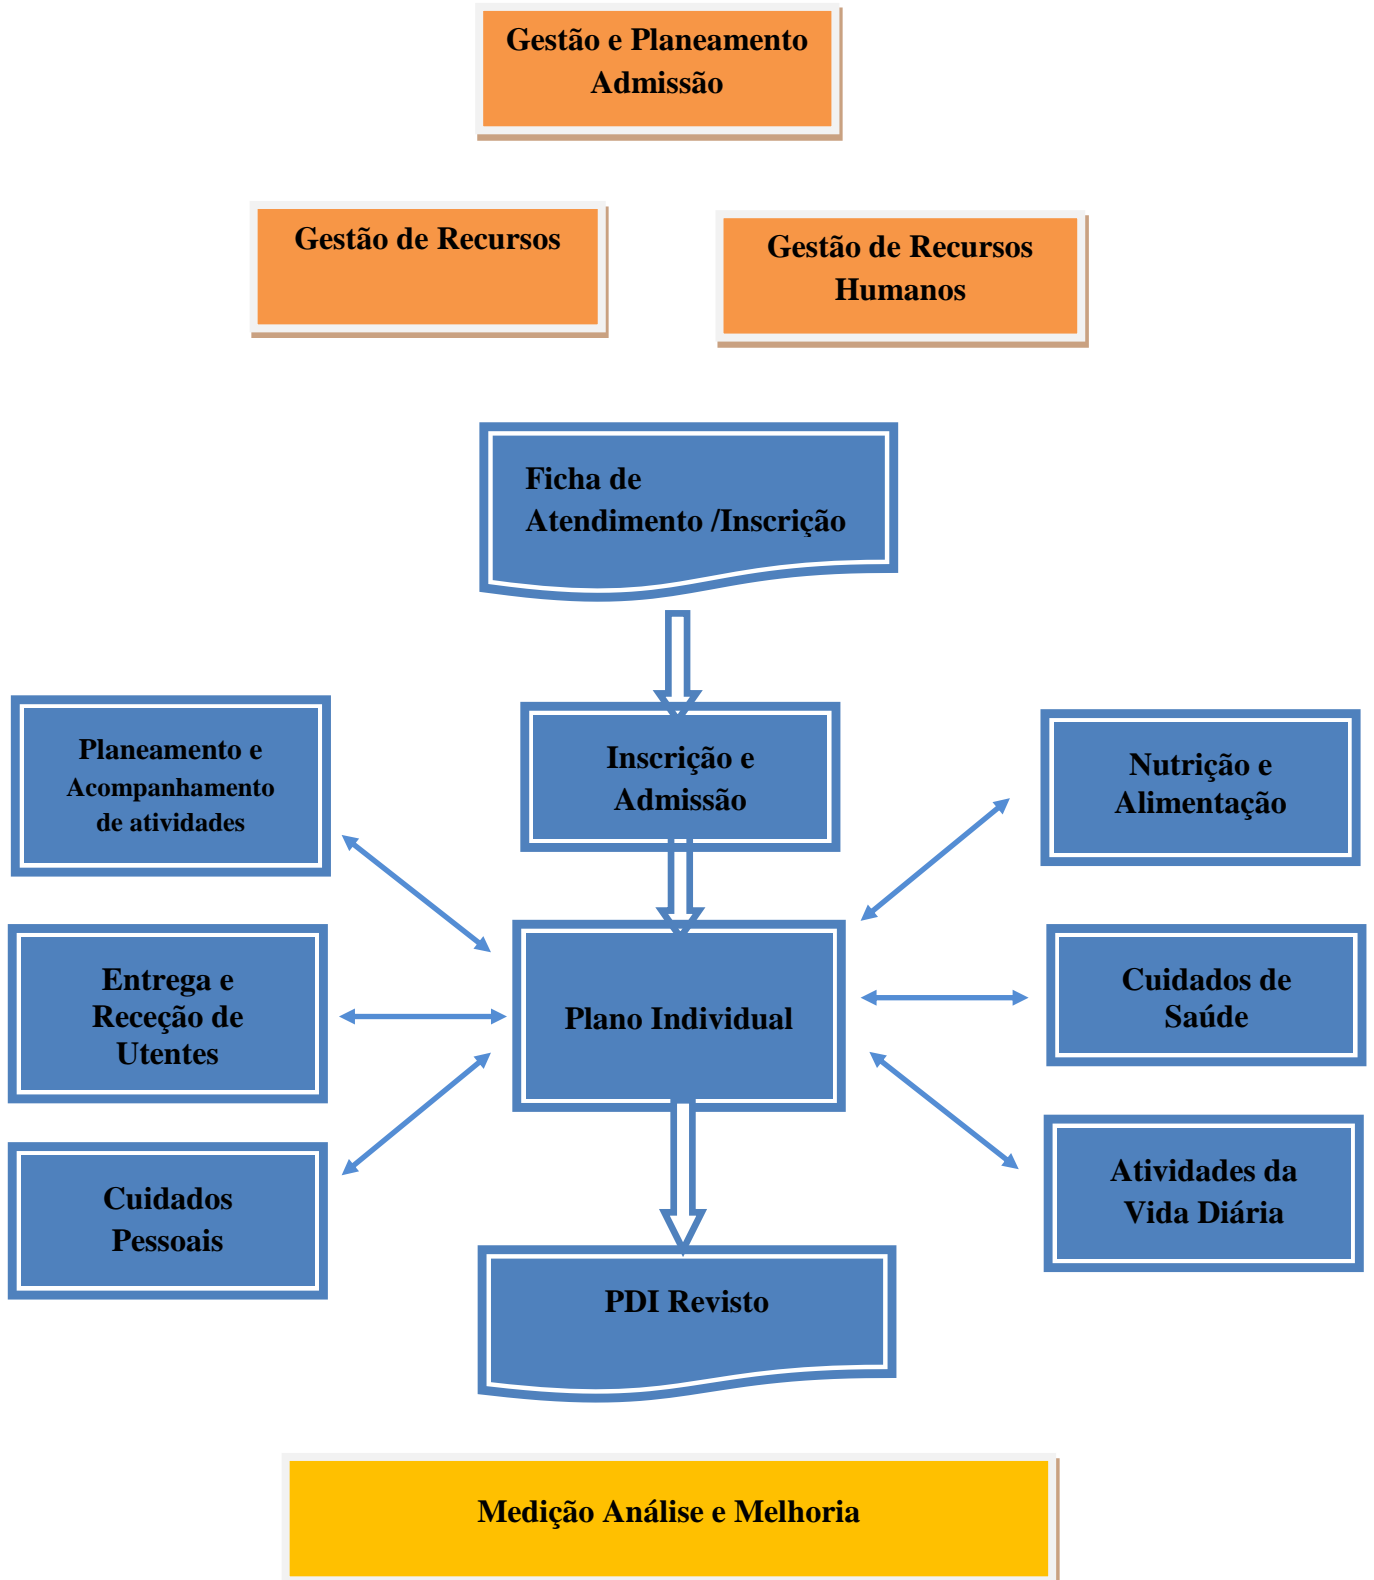 Gestão e Planeamento
Admissão
Gestão de Recursos
Gestão de Recursos
Humanos
Ficha de
Atendimento /Inscrição
Planeamento e
Acompanhamento
de atividades
Inscrição e
Admissão
Nutrição e
Alimentação
Entrega e
Receção de
Utentes
Plano Individual
Cuidados de
Saúde
Cuidados
Pessoais
Atividades da
Vida Diária
PDI Revisto
Medição Análise e Melhoria